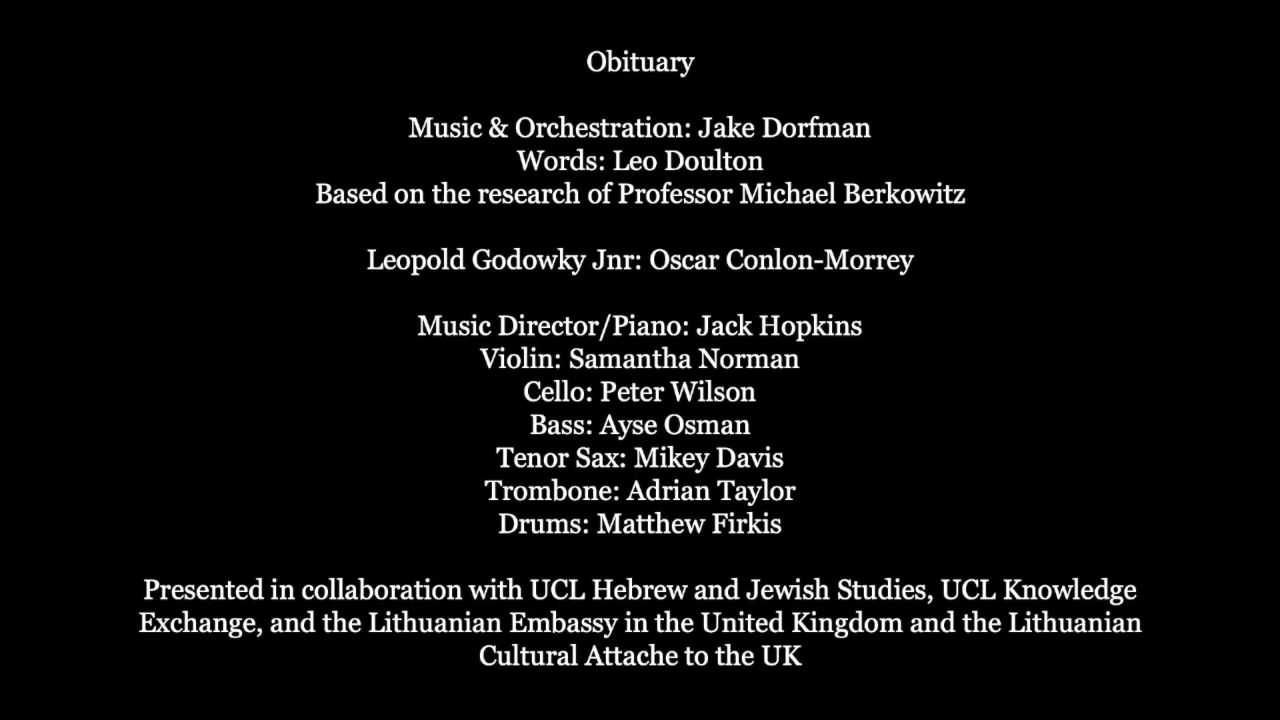 Obituary
Music & Orchestration: Jake Dorfman
Words: Leo Doulton
Based on the research of Professor Michael Berkowitz
Leopold Godowky Jnr: Oscar Conlon-Morrey
Music Director/Piano: Jack Hopkins
Violin: Samantha Norman
Cello: Peter Wilson
Bass: Ayse Osman
Tenor Sax: Mikey Davis
Trombone: Adrian Taylor
Drums: Matthew Firkis
Presented in collaboration with UCL Hebrew and Jewish Studies, UCL Knowledge
Exchange, and the Lithuanian Embassy in the United Kingdom and the Lithuanian
Cultural Attache to the UK